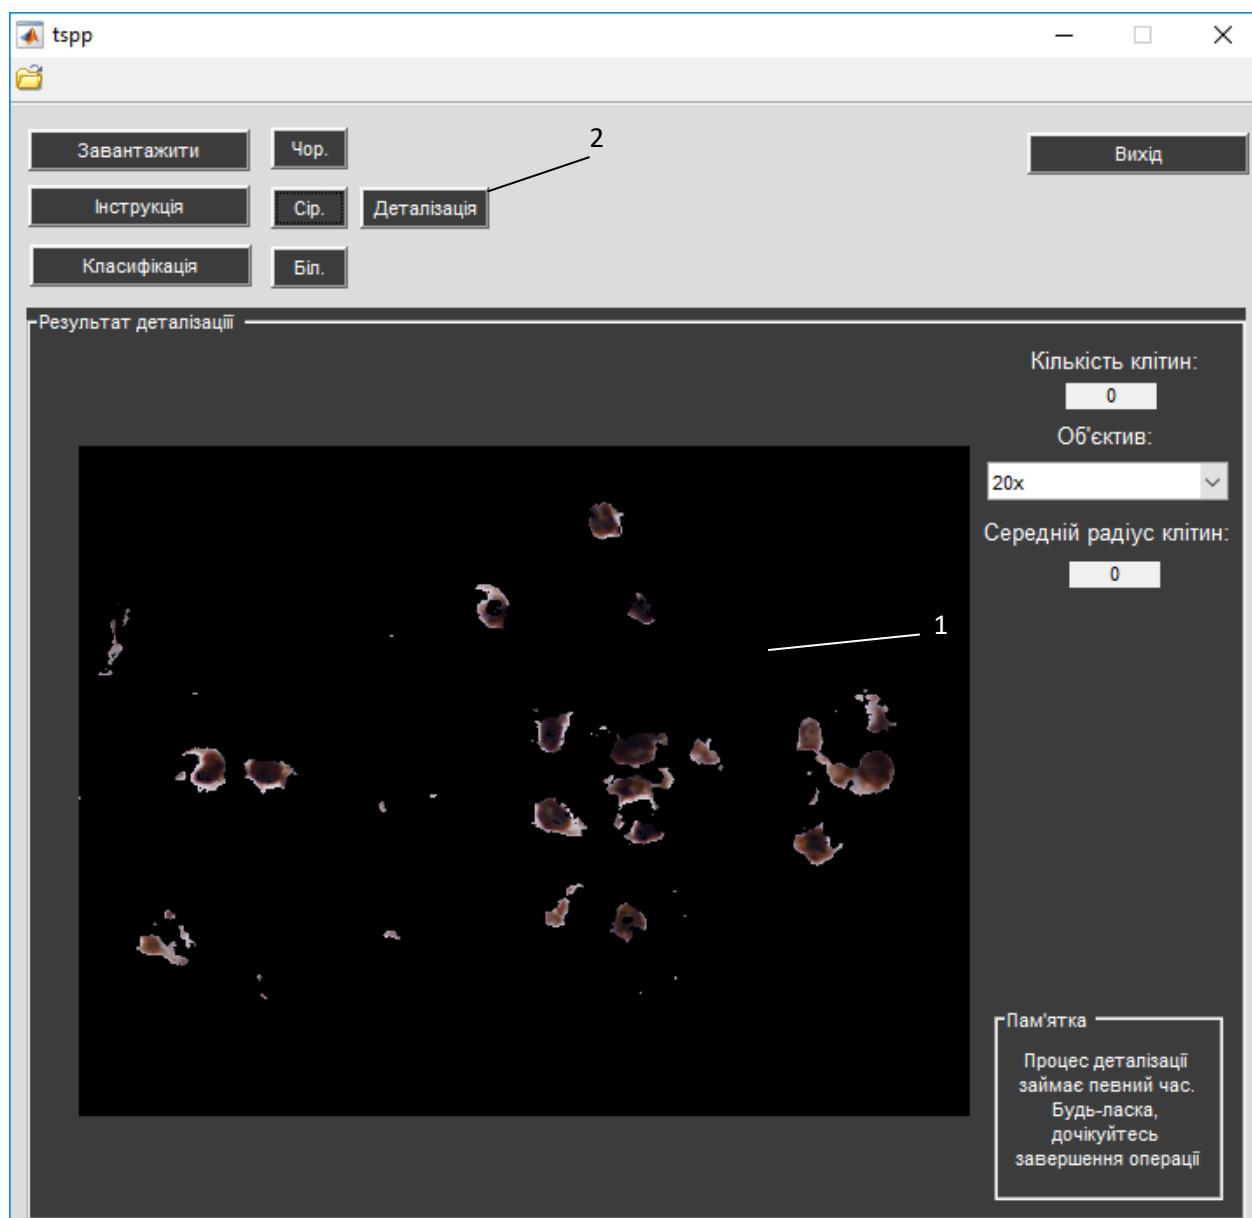 tspp
Завантажити
Чор.
2
Вихід
Інструкція
Сір.
Деталізація
Класифікація
Біл.
Результат деталізаціїї
Кількість клітин:
0
Об'єктив:
20x
Середній радіус клітин:
0
1
Пам'ятка
Процес деталізації
займає певний час.
Будь-ласка,
дочікуйтесь
завершення операції